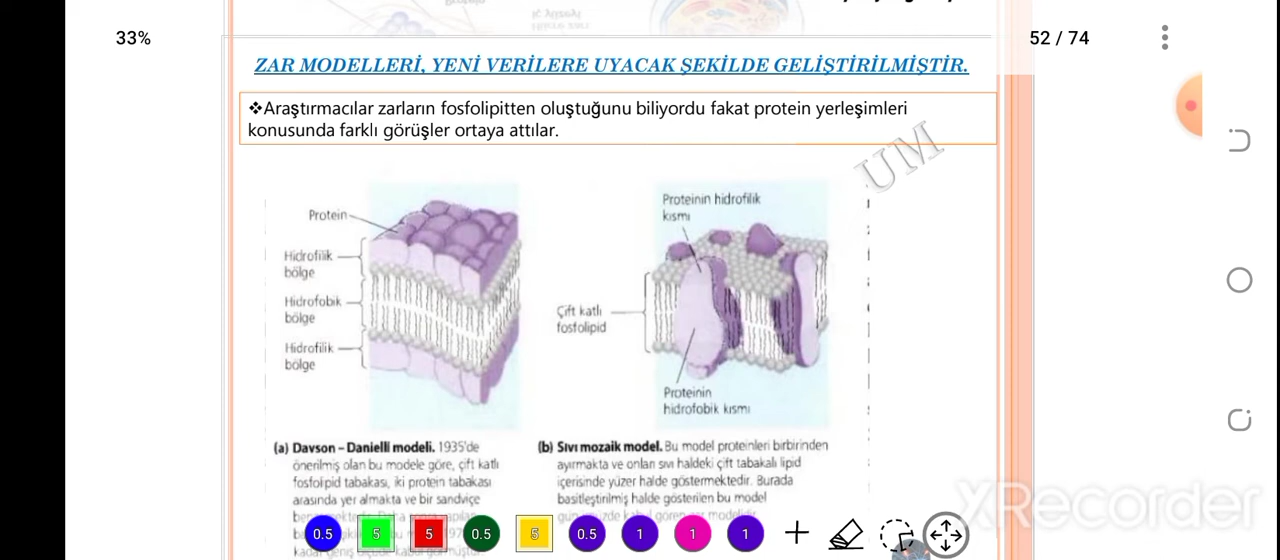 33%
52 / 74
ZAR MODELLERİ, YENİ VERİLERE UYACAK ŞEKİLDE GELİŞTİRİLMİŞTİR.
❖Araştırmacılar zarların fosfolipitten oluştuğunu biliyordu fakat protein yerleşimleri
konusunda farklı görüşler ortaya attılar.
UM
Protein
Hidrofilik
bölge
Hidrofobik
bölge
Hidrofilik
bölge
Proteinin hidrofilik
kısmı
Çift katlı
fosfolipid
Proteinin
hidrofobik kısmı
(a) Davson – Danielli modeli. 1935'de
önerilmiş olan bu modele göre, çift katlı
fosfolipid tabakası, iki protein tabakası
arasında yer almakta ve bir sandviçe
(b) Sıvı mozaik model. Bu model proteinleri birbirinden
ayırmakta ve onları sıvı haldeki çift tabakalı lipid
içerisinde yüzer halde göstermektedir. Burada
basitleştirilmiş halde gösterilen bu model
0.5 5 5 0.5 5 0.5 1 1 1
XRecorder